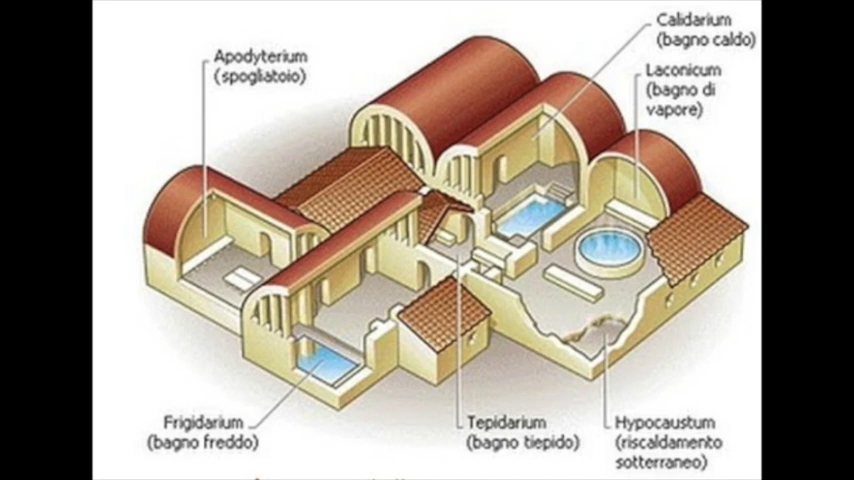 Calidarium
(bagno caldo)
Apodyterium
(spogliatoio)
Laconicum
(bagno di
vapore)
Frigidarium
(bagno freddo)
Tepidarium
(bagno tiepido)
Hypocaustum
(riscaldamento
sotterraneo)